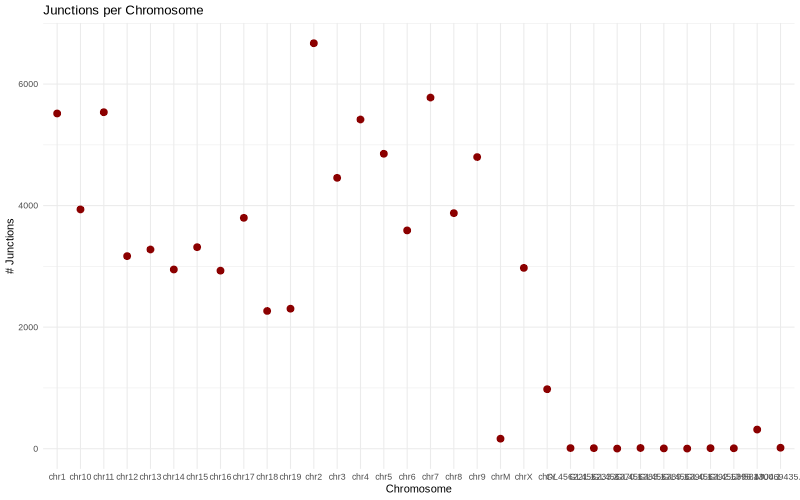 Junctions per Chromosome
# Junctions
6000
4000
2000
0
chr1 chr10 chr11 chr12 chr13 chr14 chr15 chr16 chr17 chr18 chr19 chr2 chr3 chr4 chr5 chr6 chr7 chr8 chr9 chrM chrX
Chromosome